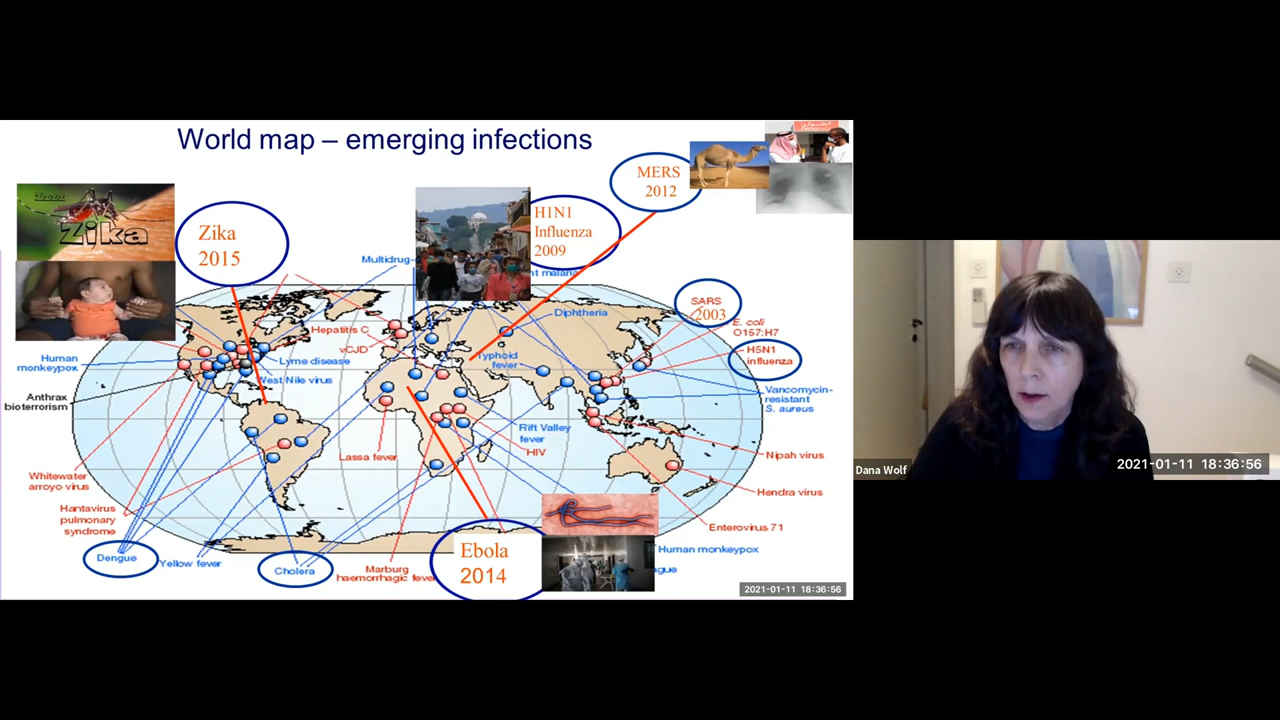 World map – emerging infections
Zika
Zika
2015
H1N1
Influenza
2009
MERS
2012
SARS
2003
Multidrug-
nt malaria
Diphtheria
E. coli
O157:H7
H5N1
influenza
Hepatitis C
vCJD
Human
monkeypox
Lyme disease
West Nile virus
Typhoid
fever
Anthrax
bioterrorism
Vancomycin-
resistant
S. aureus
Rift Valley
fever
HIV
Lassa fever
Nipah virus
Whitewater
arroyo virus
Hendra virus
Hantavirus
pulmonary
syndrome
Enterovirus 71
Dengue
Yellow fever
Cholera
Marburg
haemorrhagic fever
Ebola
2014
Human monkeypox
ague
2021-01-11 18:36:56
Dana Wolf
2021-01-11 18:36:56